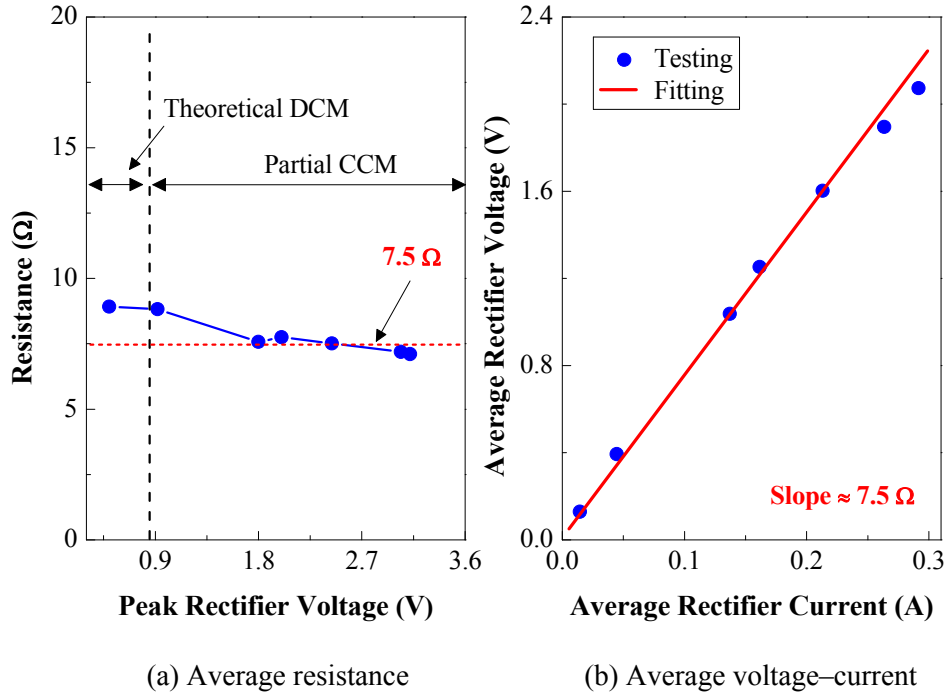 20
15
10
5
0
Resistance (Ω)
Theoretical DCM
Partial CCM
7.5 Ω
0.9
1.8
2.7
3.6
Peak Rectifier Voltage (V)
(a) Average resistance
2.4
1.6
0.8
0.0
Average Rectifier Voltage (V)
Testing
Fitting
Slope ≈ 7.5 Ω
0.0
0.1
0.2
0.3
Average Rectifier Current (A)
(b) Average voltage–current